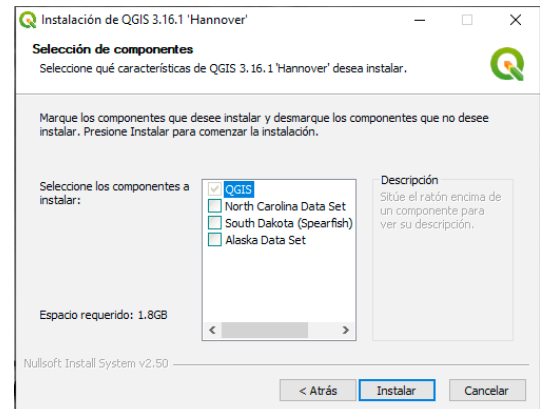 Instalación de QGIS 3.16.1 'Hannover'
Selección de componentes
Seleccione qué características de QGIS 3.16.1 'Hannover' desea
instalar.
Marque los componentes que desee instalar y desmarque los componentes que no desee
instalar. Presione Instalar para comenzar la instalación.
Seleccione los componentes a
instalar:
QGIS
North Carolina Data Set
South Dakota (Spearfish)
Alaska Data Set
Descripción
Sitúe el ratón encima de
un componente para
ver su descripción.
Espacio requerido: 1.8GB
Nullsoft Install System v2.50
< Atrás
Instalar
Cancelar